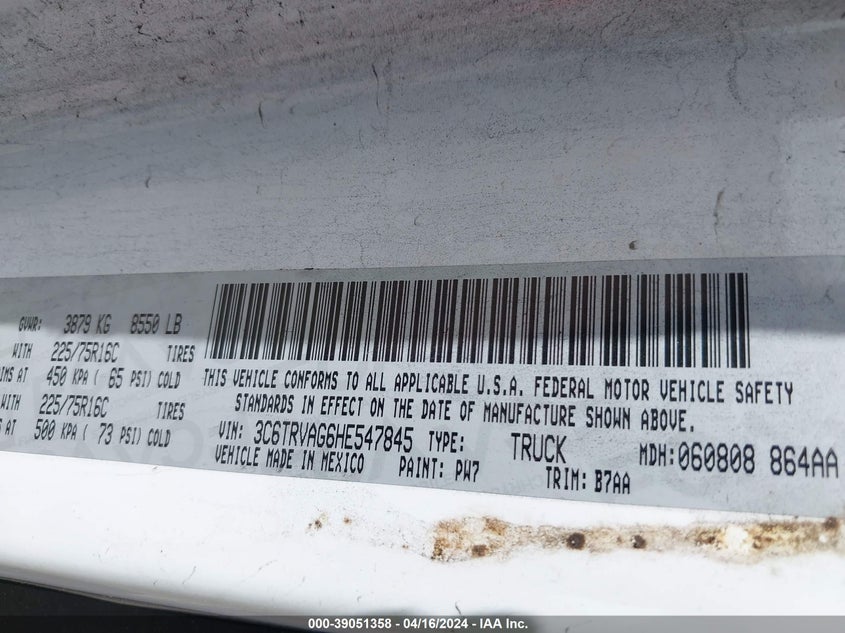 GVWR: 3879 KG 8550 LB
WITH 225/75R16C TIRES
IMS AT 450 KPA ( 65 PSI) COLD
WITH 225/75R16C TIRES
S AT 500 KPA ( 73 PSI) COLD
THIS VEHICLE CONFORMS TO ALL APPLICABLE U.S.A. FEDERAL MOTOR VEHICLE SAFETY
STANDARDS IN EFFECT ON THE DATE OF MANUFACTURE SHOWN ABOVE.
VIN: 3C6TRVAG6HE547845 TYPE: TRUCK MDH:060808 864AA
VEHICLE MADE IN MEXICO PAINT: PW7 TRIM: B7AA
000-39051358 - 04/16/2024 - IAA Inc.